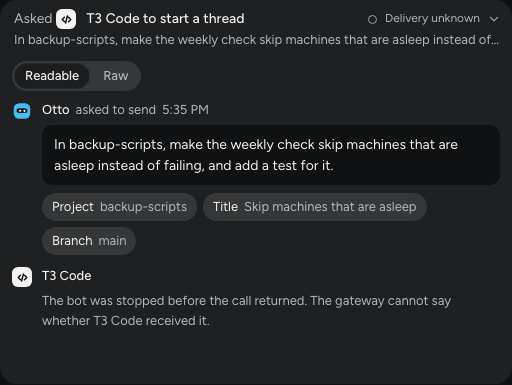 Asked T3 Code to start a thread Delivery unknown
In backup-scripts, make the weekly check skip machines that are asleep instead of...
Readable Raw
Otto asked to send 5:35 PM
In backup-scripts, make the weekly check skip machines that are
asleep instead of failing, and add a test for it.
Project backup-scripts Title Skip machines that are asleep
Branch main
T3 Code
The bot was stopped before the call returned. The gateway cannot say
whether T3 Code received it.